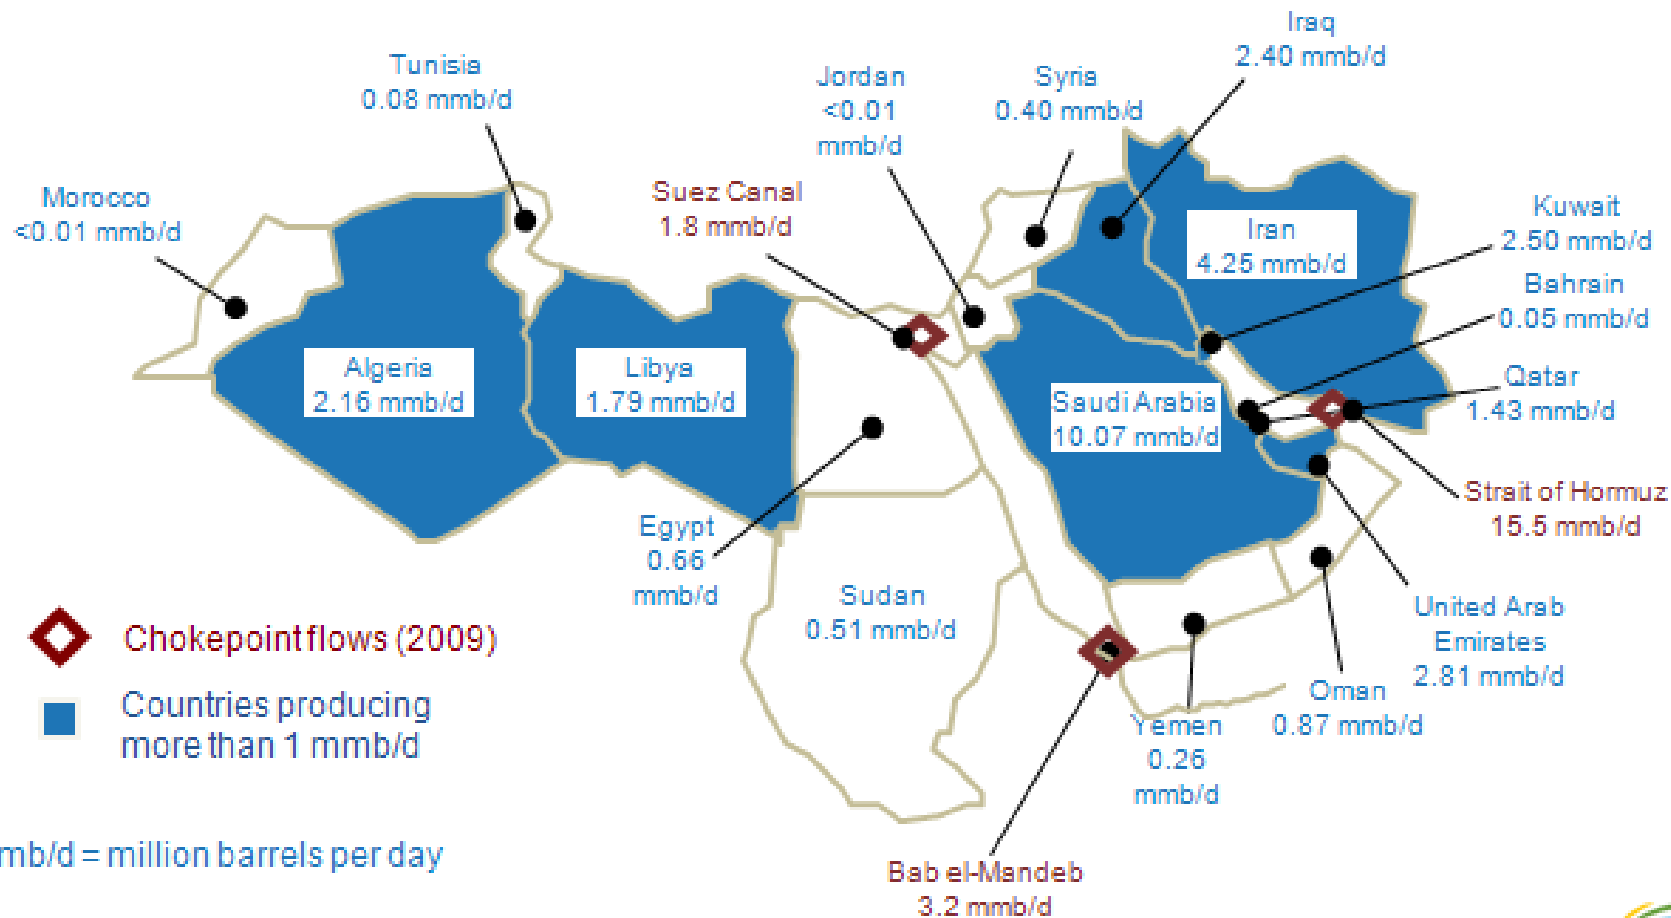 Iraq
2.40 mmb/d
Tunisia
0.08 mmb/d
Jordan
<0.01
mmb/d
Syria
0.40 mmb/d
Morocco
<0.01 mmb/d
Suez Canal
1.8 mmb/d
Iran
4.25 mmb/d
Kuwait
2.50 mmb/d
Bahrain
0.05 mmb/d
Algeria
2.16 mmb/d
Libya
1.79 mmb/d
Saudi Arabia
10.07 mmb/d
Qatar
1.43 mmb/d
Strait of Hormuz
15.5 mmb/d
Egypt
0.66
mmb/d
Sudan
0.51 mmb/d
United Arab
Emirates
2.81 mmb/d
Oman
0.87 mmb/d
Yemen
0.26
mmb/d
Chokepoint flows (2009)
Countries producing
more than 1 mmb/d
mb/d = million barrels per day
Bab el-Mandeb
3.2 mmb/d